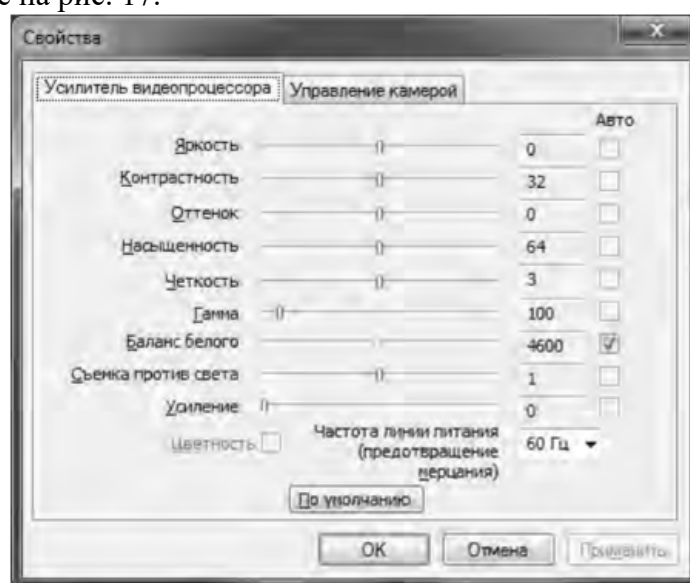 с на рис. 17.
Свойства
Усилитель видеопроцессора Управление камерой
Авто
Яркость 0
Контрастность 32
Оттенок 0
Насыщенность 64
Четкость 3
Гамма 100
Баланс белого 4600
Съемка против света 1
Усиление 0
Цветность Частота линии питания (предотвращение мерцания) 60 Гц
По умолчанию
ОК Отмена Применить